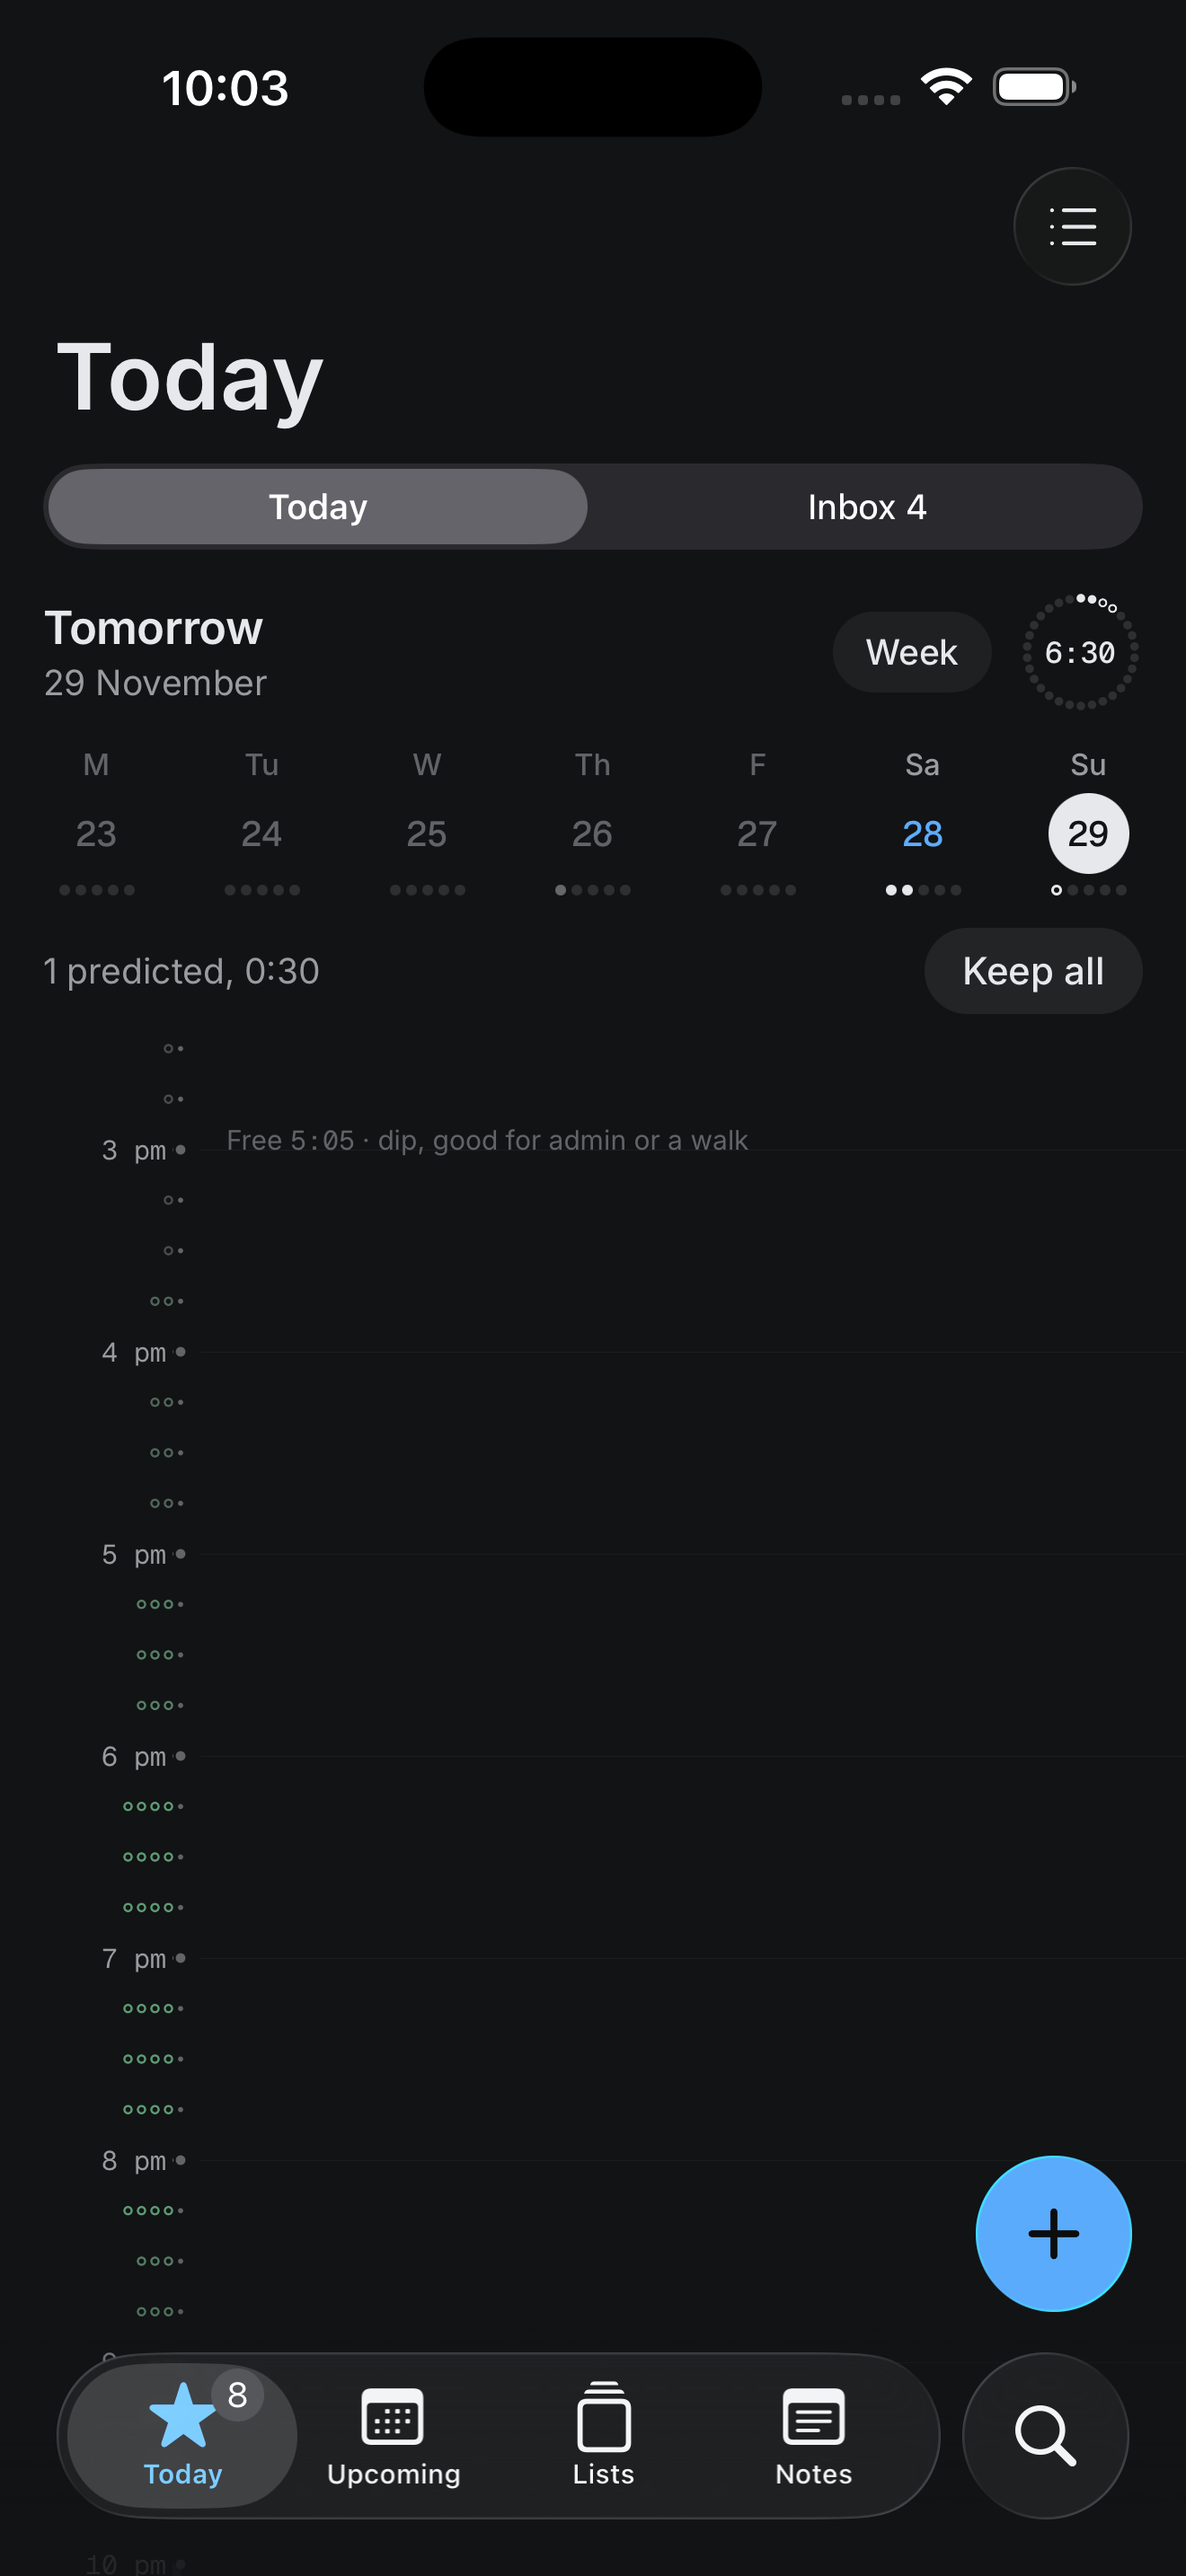 10:03
Today
Today
Inbox 4
Tomorrow
29 November
Week
6:30
M Tu W Th F Sa Su
23 24 25 26 27 28 29
1 predicted, 0:30
Keep all
Free 5:05 · dip, good for admin or a walk
3 pm
4 pm
5 pm
6 pm
7 pm
8 pm
8
Today
Upcoming
Lists
Notes
10 pm